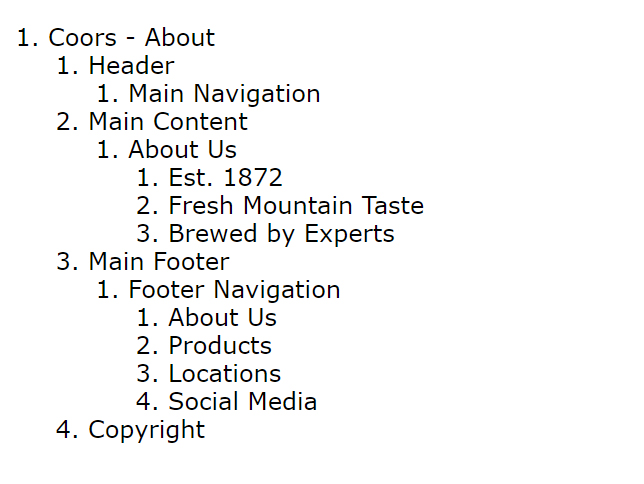 1. Coors - About
1. Header
1. Main Navigation
2. Main Content
1. About Us
1. Est. 1872
2. Fresh Mountain Taste
3. Brewed by Experts
3. Main Footer
1. Footer Navigation
1. About Us
2. Products
3. Locations
4. Social Media
4. Copyright